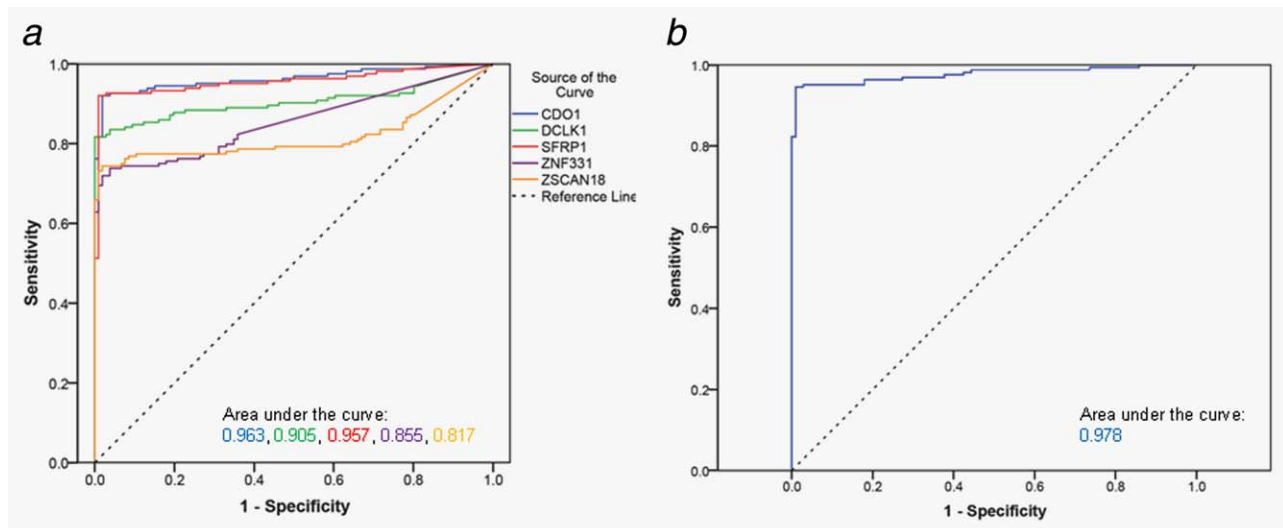 a
1.0
0.8
0.6
0.4
0.2
0.0
Sensitivity
0.0 0.2 0.4 0.6 0.8 1.0
1 - Specificity
Source of the
Curve
CDO1
DCLK1
SFRP1
ZNF331
ZSCAN18
Reference Line
Area under the curve:
0.963, 0.905, 0.957, 0.855, 0.817
b
1.0
0.8
0.6
0.4
0.2
0.0
Sensitivity
0.0 0.2 0.4 0.6 0.8 1.0
1 - Specificity
Area under the curve:
0.978